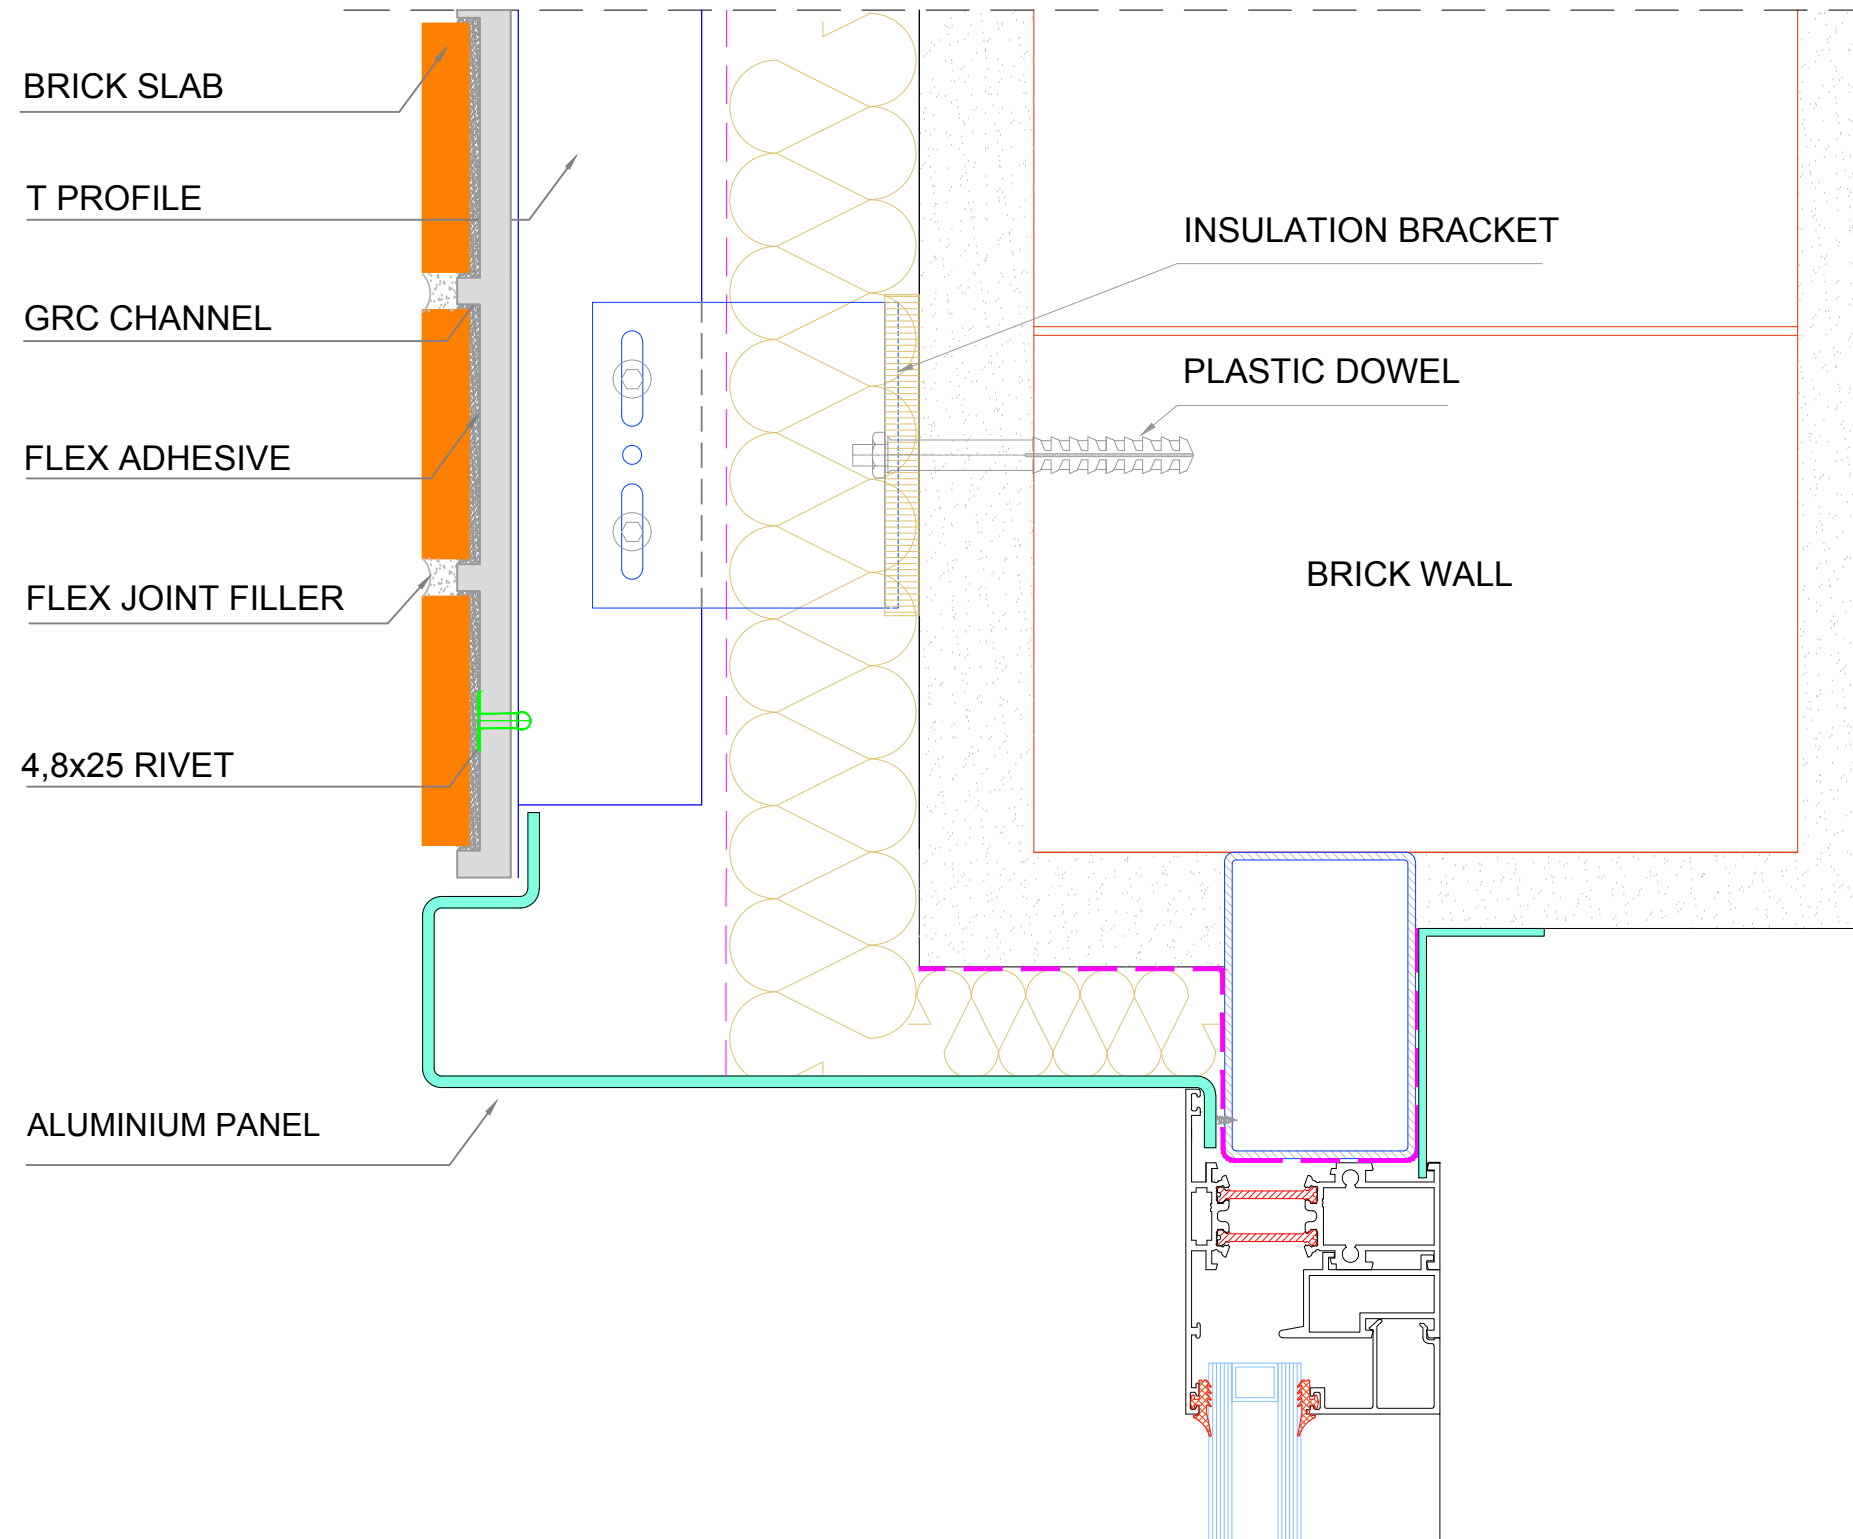 BRICK SLAB
T PROFILE
GRC CHANNEL
FLEX ADHESIVE
FLEX JOINT FILLER
4,8x25 RIVET
ALUMINIUM PANEL
INSULATION BRACKET
PLASTIC DOWEL
BRICK WALL